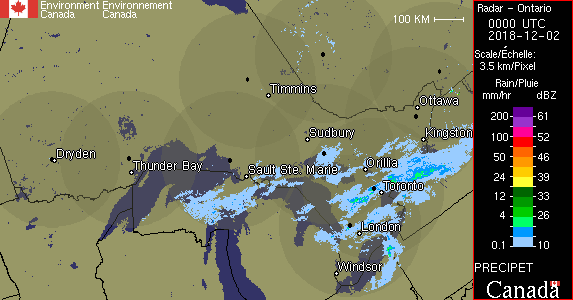 Environment Environnement
Canada Canada
100 KM
Timmins
Ottawa
Sudbury
Kingston
Dryden
Thunder Bay
Sault Ste. Marie
Orillia
Toronto
London
Windsor
Radar - Ontario
0000 UTC
2018-12-02
Scale/Échelle:
3.5 km/Pixel
Rain/Pluie
mm/hr dBZ
200 61
100 52
50 46
24 39
12 33
4 26
0.1 10
PRECIPET
Canada